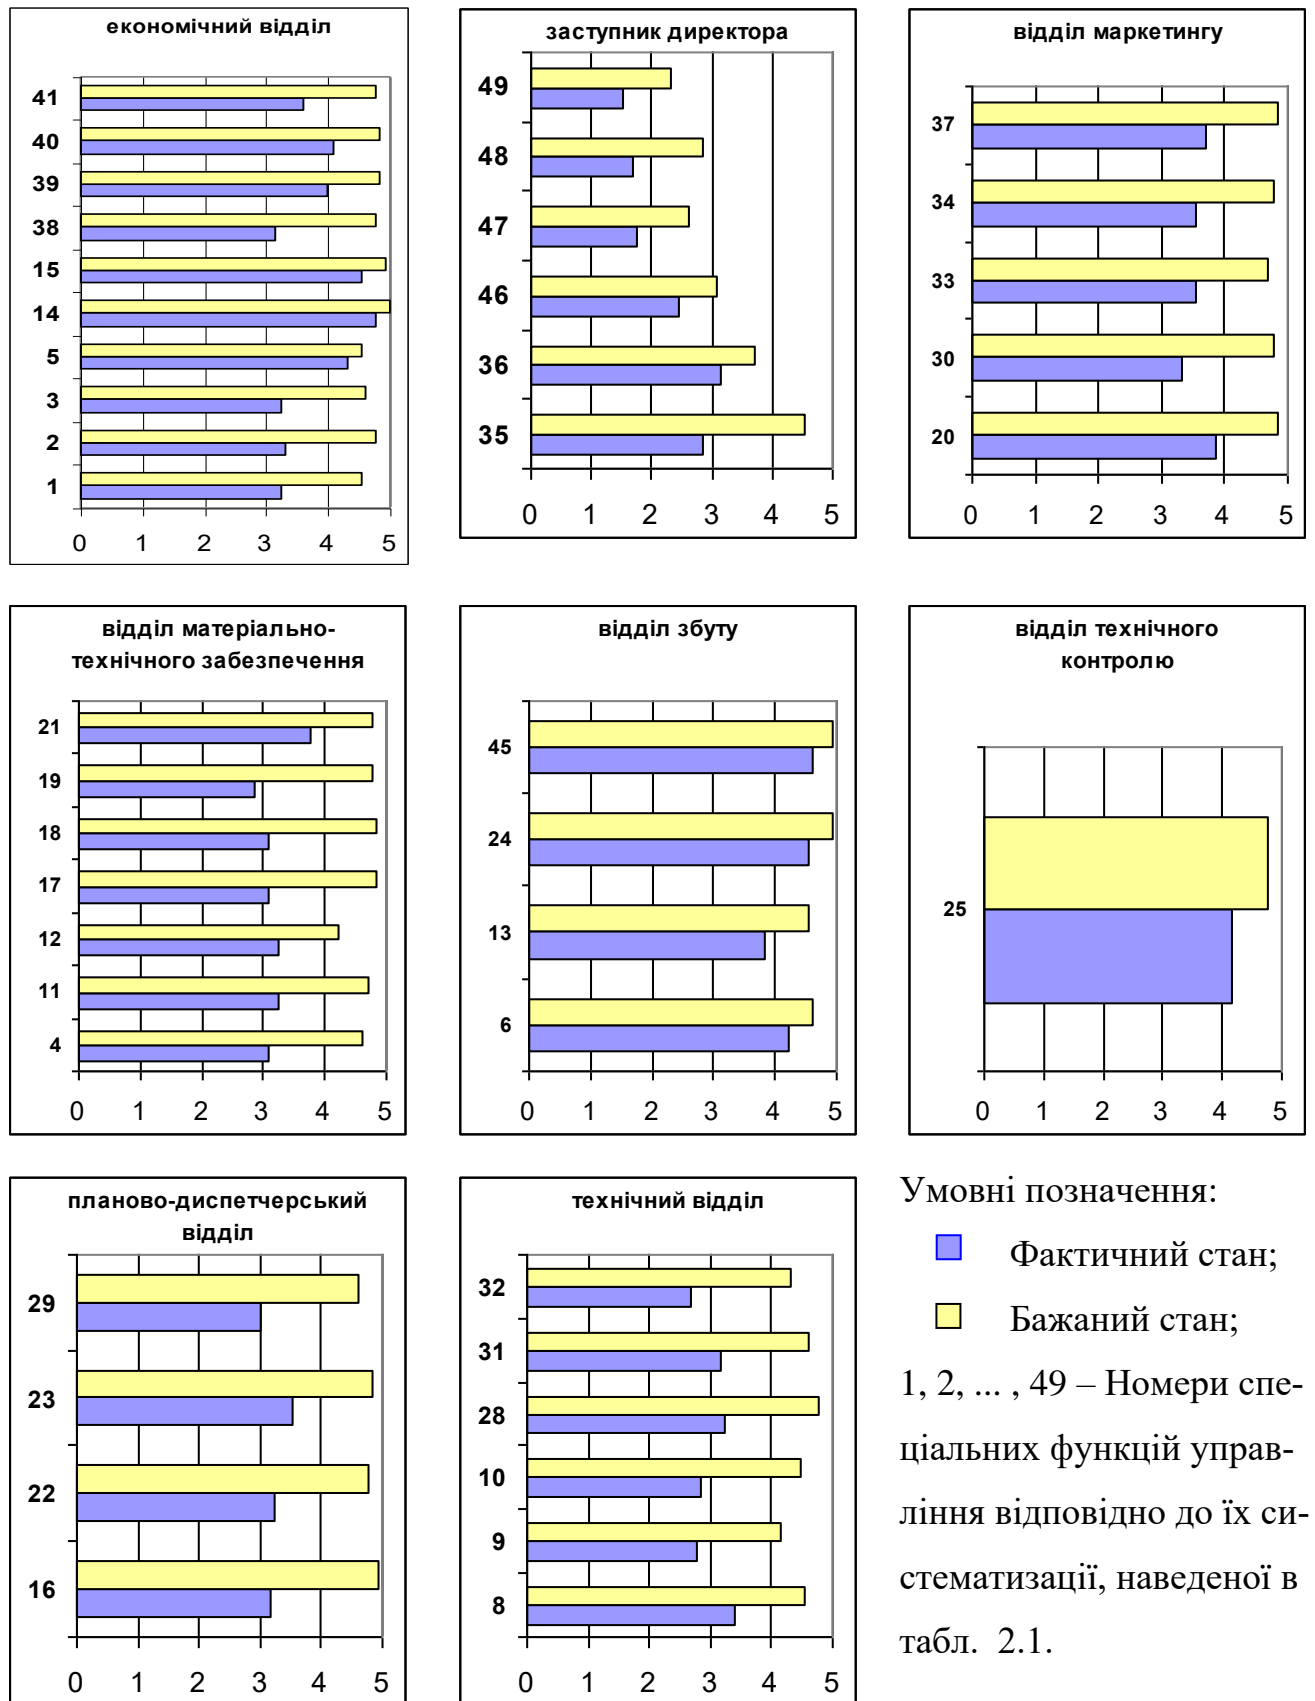 економічний відділ
41
40
39
38
15
14
5
3
2
1
0 1 2 3 4 5
заступник директора
49
48
47
46
36
35
0 1 2 3 4 5
відділ маркетингу
37
34
33
30
20
0 1 2 3 4 5
відділ матеріально-
технічного забезпечення
21
19
18
17
12
11
4
0 1 2 3 4 5
відділ збуту
45
24
13
6
0 1 2 3 4 5
відділ технічного
контролю
25
0 1 2 3 4 5
планово-диспетчерський
відділ
29
23
22
16
0 1 2 3 4 5
технічний відділ
32
31
28
10
9
8
0 1 2 3 4 5
Умовні позначення:
Фактичний стан;
Бажаний стан;
1, 2, ... , 49 – Номери спе-
ціальних функцій управ-
ління відповідно до їх си-
стематизації, наведеної в
табл. 2.1.